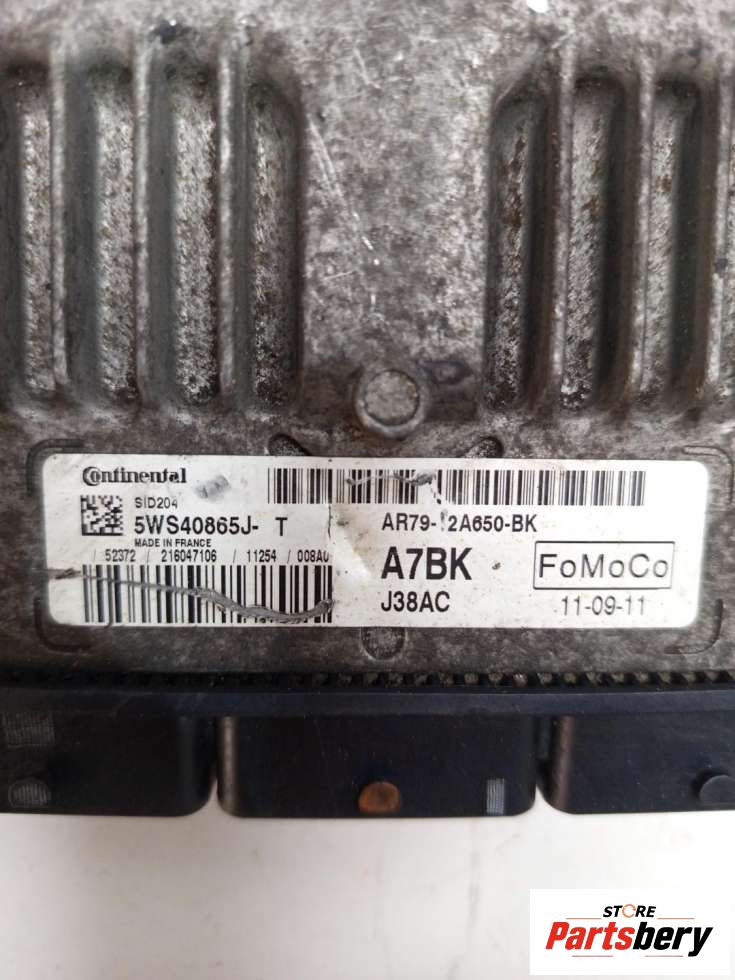 Continental
SID204
5WS40865J- T
MADE IN FRANCE
/ 52372 / 216047106 / 11254 / 008A0
AR79-12A650-BK
A7BK
FoMoCo
J38AC
11-09-11
STORE
Partsbery